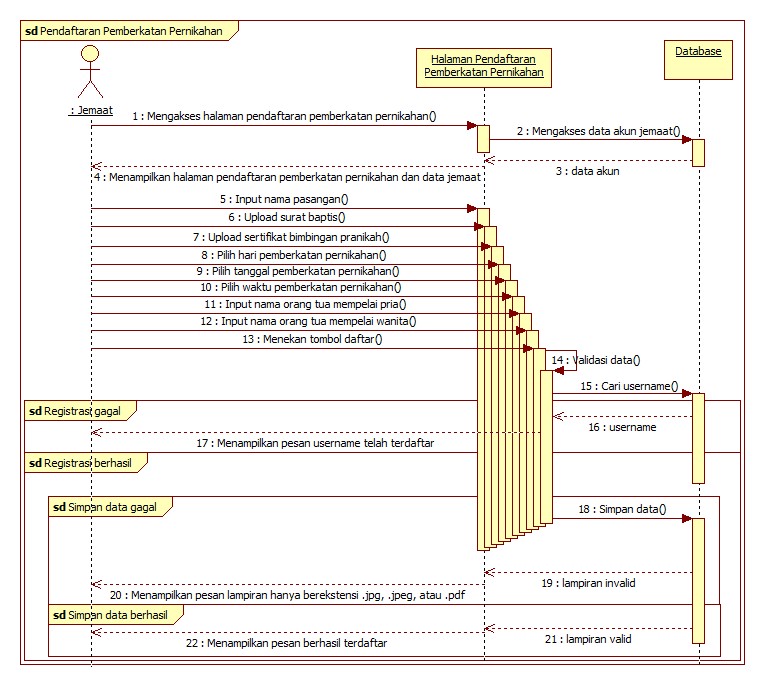 sd Pendaftaran Pemberkatan Pernikahan
: Jemaat
Halaman Pendaftaran
Pemberkatan Pernikahan
Database
1 : Mengakses halaman pendaftaran pemberkatan pernikahan()
2 : Mengakses data akun jemaat()
3 : data akun
4 : Menampilkan halaman pendaftaran pemberkatan pernikahan dan data jemaat
5 : Input nama pasangan()
6 : Upload surat baptis()
7 : Upload sertifikat bimbingan pranikah()
8 : Pilih hari pemberkatan pernikahan()
9 : Pilih tanggal pemberkatan pernikahan()
10 : Pilih waktu pemberkatan pernikahan()
11 : Input nama orang tua mempelai pria()
12 : Input nama orang tua mempelai wanita()
13 : Menekan tombol daftar()
14 : Validasi data()
15 : Cari username()
sd Registrasi gagal
16 : username
17 : Menampilkan pesan username telah terdaftar
sd Registrasi berhasil
sd Simpan data gagal
18 : Simpan data()
19 : lampiran invalid
20 : Menampilkan pesan lampiran hanya berekstensi .jpg, .jpeg, atau .pdf
sd Simpan data berhasil
21 : lampiran valid
22 : Menampilkan pesan berhasil terdaftar